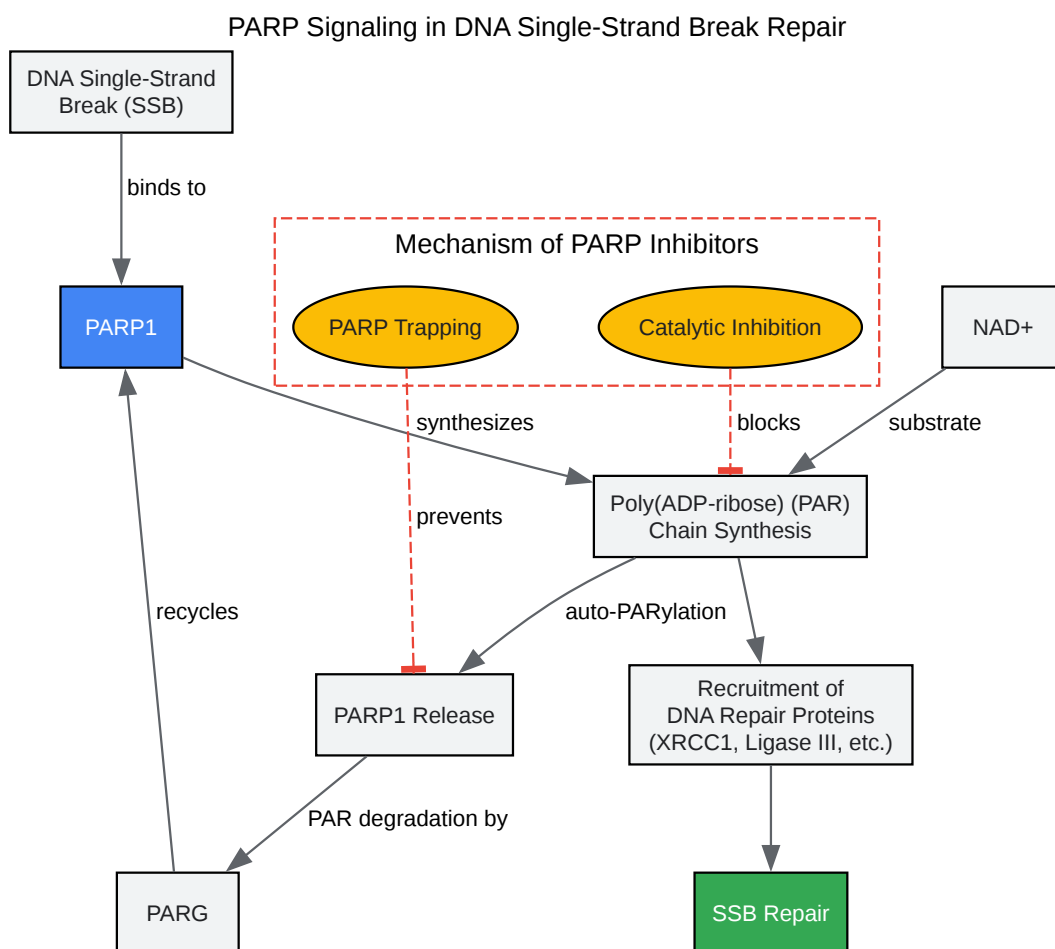 PARP Signaling in DNA Single-Strand Break Repair
DNA Single-Strand
Break (SSB)
binds to
Mechanism of PARP Inhibitors
PARP1
PARP Trapping
Catalytic Inhibition
NAD+
synthesizes
blocks
substrate
Poly(ADP-ribose) (PAR)
Chain Synthesis
prevents
recycles
auto-PARylation
PARP1 Release
Recruitment of
DNA Repair Proteins
(XRCC1, Ligase III, etc.)
PAR degradation by
PARG
SSB Repair